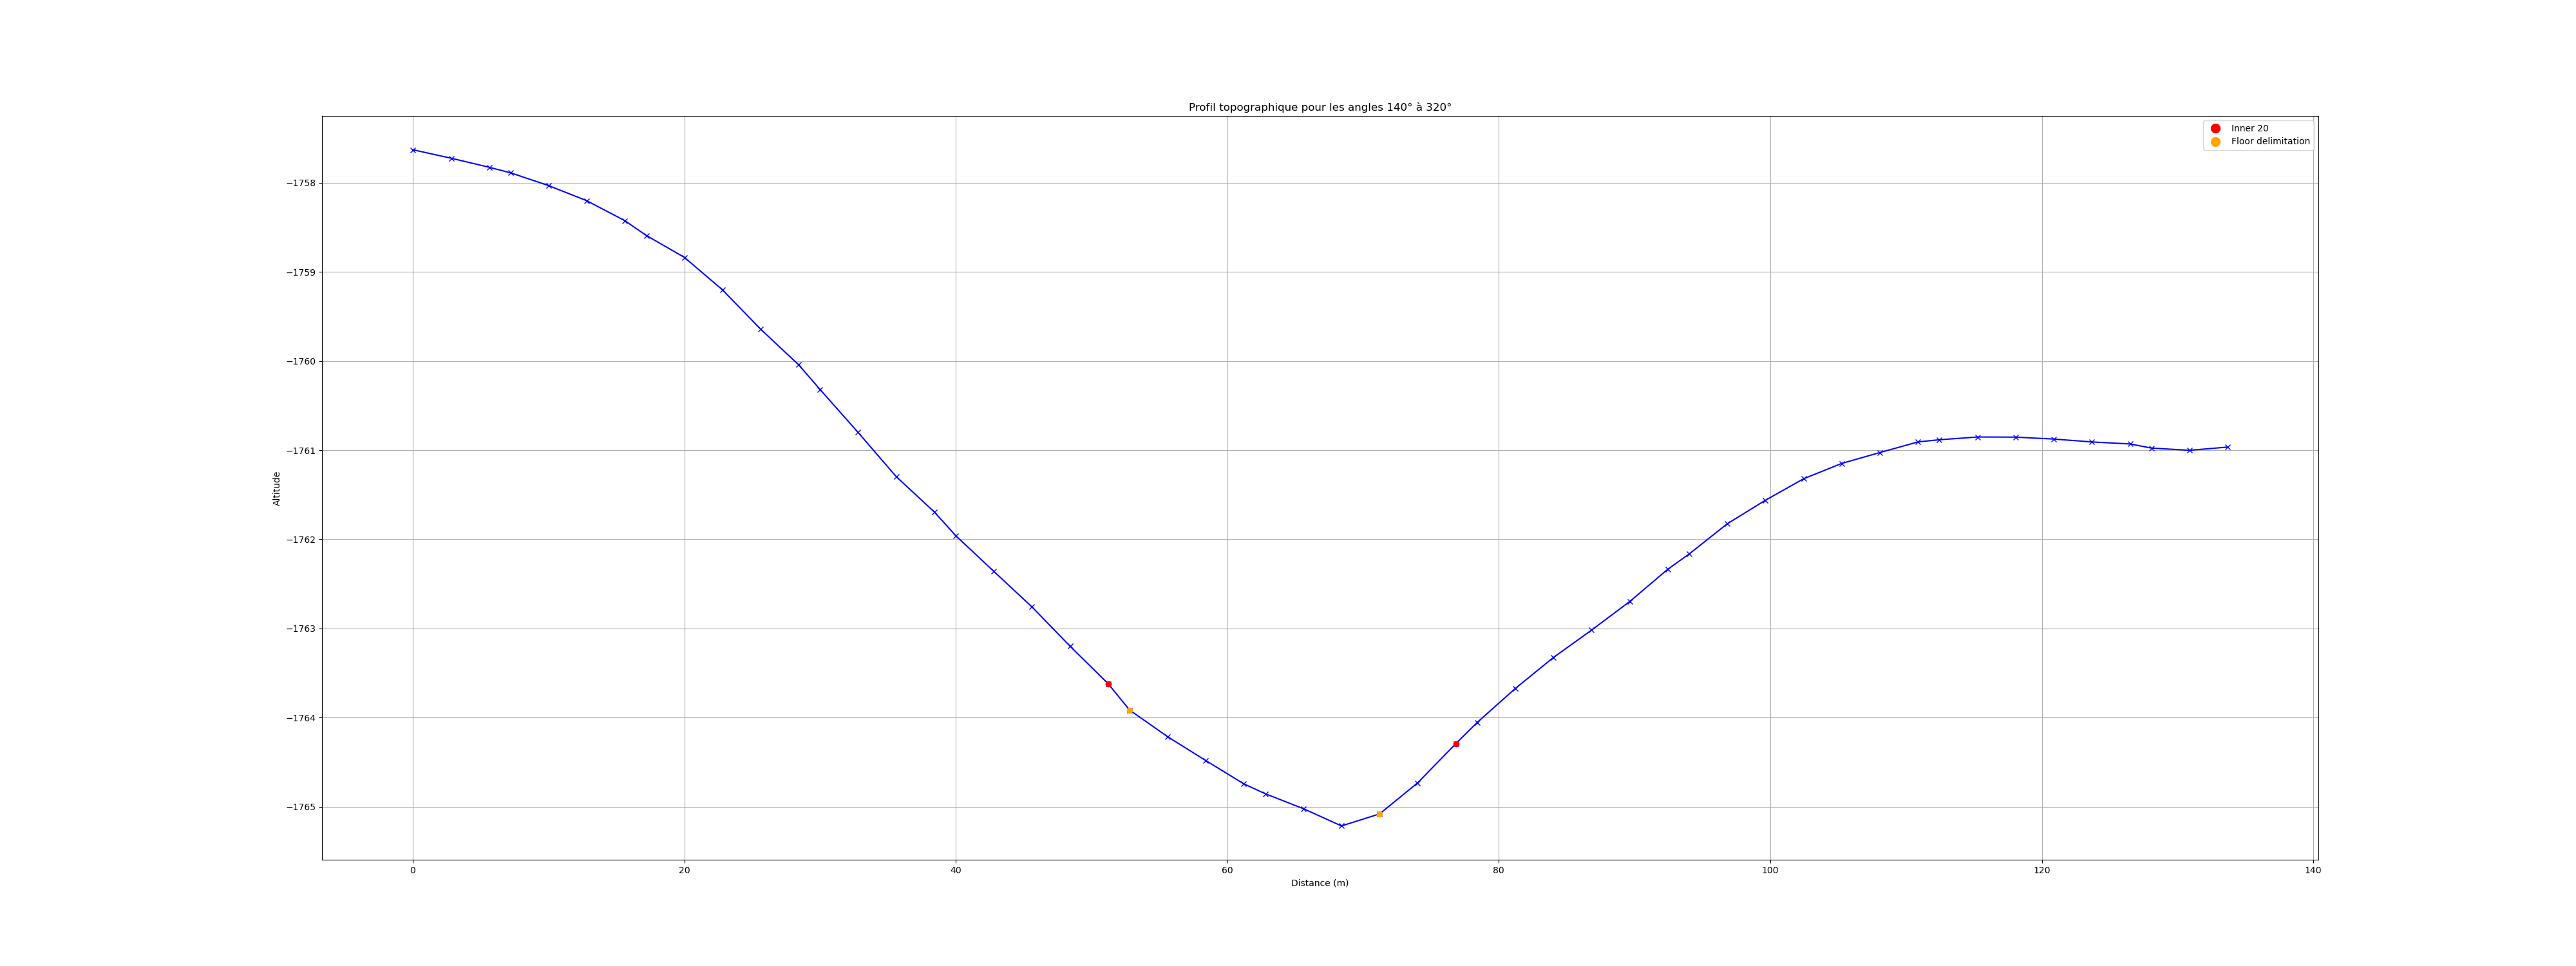 Profil topographique pour les angles 140° à 320°
Inner 20
Floor delimitation
−1758
−1759
−1760
−1761
−1762
−1763
−1764
−1765
Altitude
0 20 40 60 80 100 120 140
Distance (m)